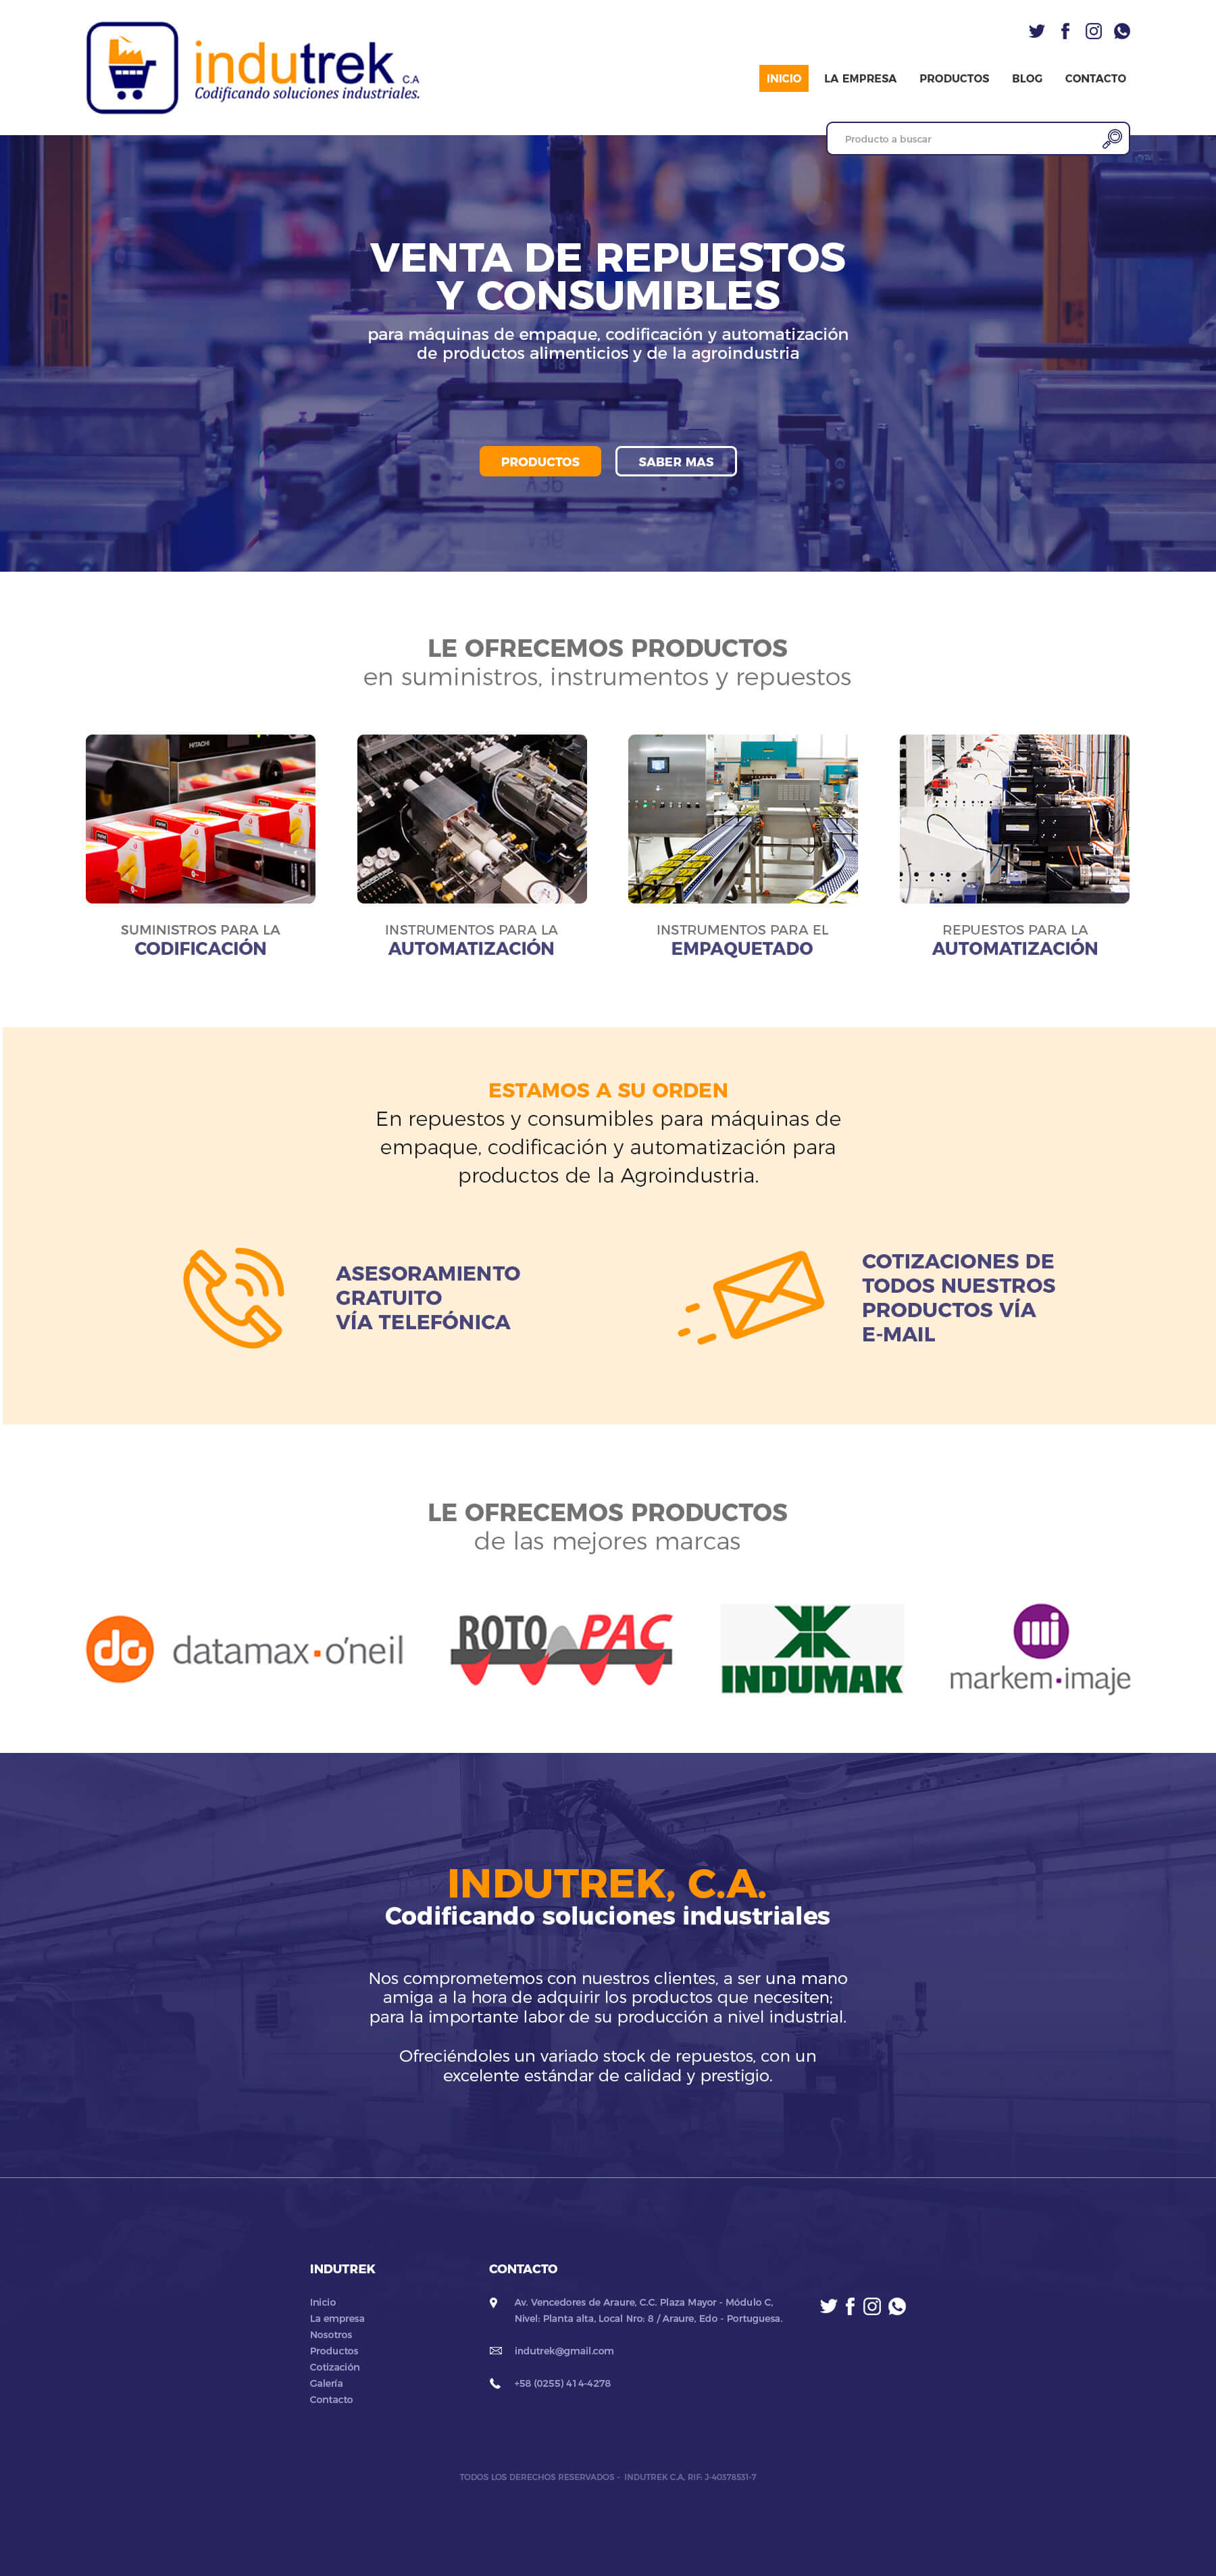 indutrek C.A
Codificando soluciones industriales.
INICIO LA EMPRESA PRODUCTOS BLOG CONTACTO
Producto a buscar
VENTA DE REPUESTOS
Y CONSUMIBLES
para máquinas de empaque, codificación y automatización
de productos alimenticios y de la agroindustria
18
PRODUCTOS SABER MAS
A36
V38
LE OFRECEMOS PRODUCTOS
en suministros, instrumentos y repuestos
HITACHI
SUMINISTROS PARA LA
CODIFICACIÓN
INSTRUMENTOS PARA LA
AUTOMATIZACIÓN
INSTRUMENTOS PARA EL
EMPAQUETADO
REPUESTOS PARA LA
AUTOMATIZACIÓN
ESTAMOS A SU ORDEN
En repuestos y consumibles para máquinas de
empaque, codificación y automatización para
productos de la Agroindustria.
ASESORAMIENTO
GRATUITO
VÍA TELEFÓNICA
COTIZACIONES DE
TODOS NUESTROS
PRODUCTOS VÍA
E-MAIL
LE OFRECEMOS PRODUCTOS
de las mejores marcas
datamax·o'neil
ROTO PAC
INDUMAK
markem·imaje
INDUTREK, C.A.
Codificando soluciones industriales
Nos comprometemos con nuestros clientes, a ser una mano
amiga a la hora de adquirir los productos que necesiten;
para la importante labor de su producción a nivel industrial.
Ofreciéndoles un variado stock de repuestos, con un
excelente estándar de calidad y prestigio.
INDUTREK
Inicio
La empresa
Nosotros
Productos
Cotización
Galería
Contacto
CONTACTO
Av. Vencedores de Araure, C.C. Plaza Mayor - Módulo C,
Nivel: Planta alta, Local Nro: 8 / Araure, Edo - Portuguesa.
indutrek@gmail.com
+58 (0255) 414-4278
TODOS LOS DERECHOS RESERVADOS - INDUTREK C.A, RIF: J-40378531-7